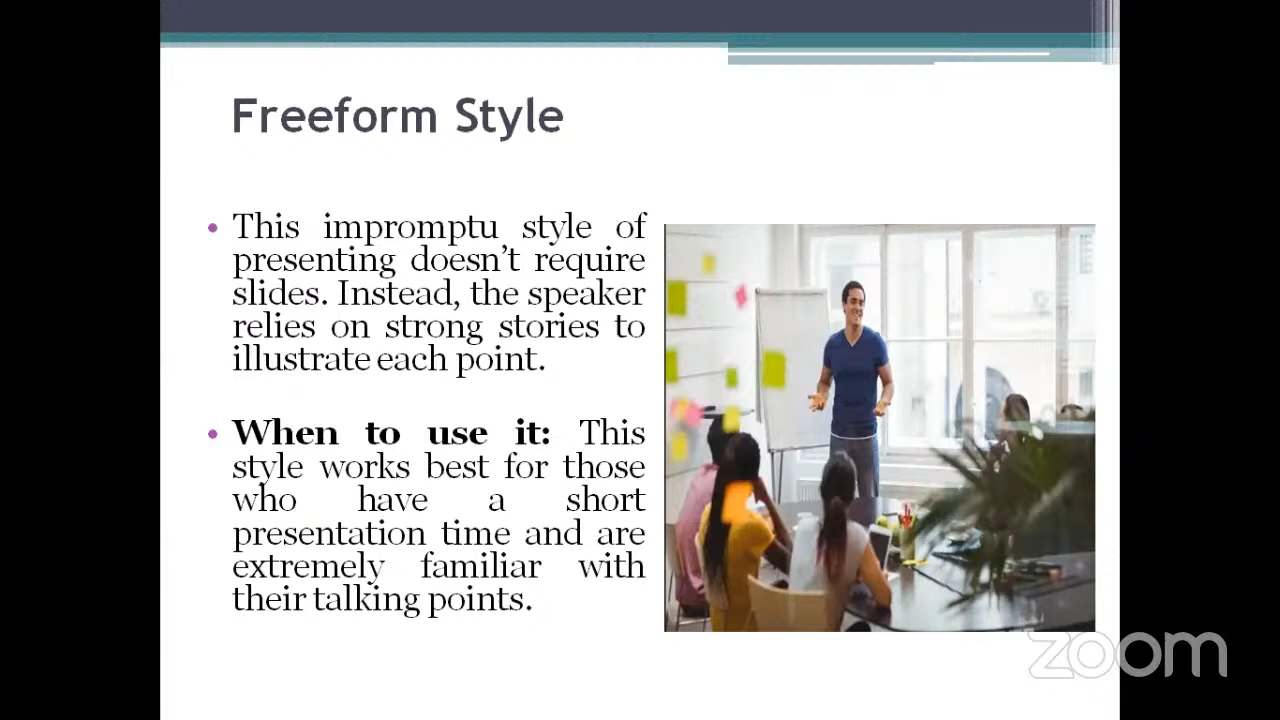 Freeform Style
• This impromptu style of
presenting doesn't require
slides. Instead, the speaker
relies on strong stories to
illustrate each point.
• When to use it: This
style works best for those
who have a short
presentation time and are
extremely familiar with
their talking points.
zoom